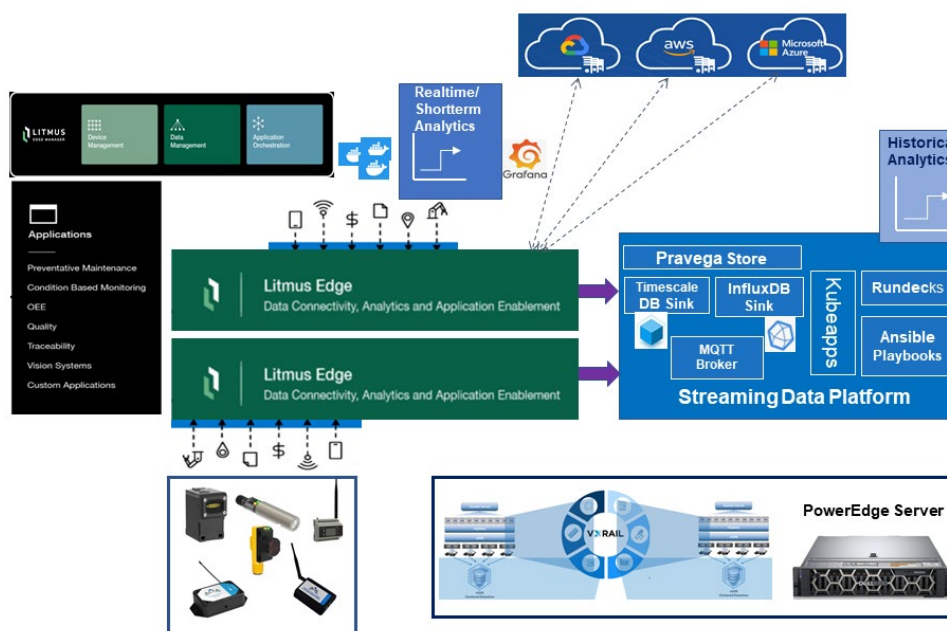 aws
Microsoft
Azure
LITMUS
EDGE MANAGER
Device
Management
Data
Management
Application
Orchestration
Realtime/
Shortterm
Analytics
Grafana
Historica
Analytics
Applications
Preventative Maintenance
Condition Based Monitoring
OEE
Quality
Traceability
Vision Systems
Custom Applications
Litmus Edge
Data Connectivity, Analytics and Application Enablement
Litmus Edge
Data Connectivity, Analytics and Application Enablement
Pravega Store
Timescale
DB Sink
InfluxDB
Sink
MQTT
Broker
Kubeapps
Rundecks
Ansible
Playbooks
Streaming Data Platform
VXRAIL
PowerEdge Server